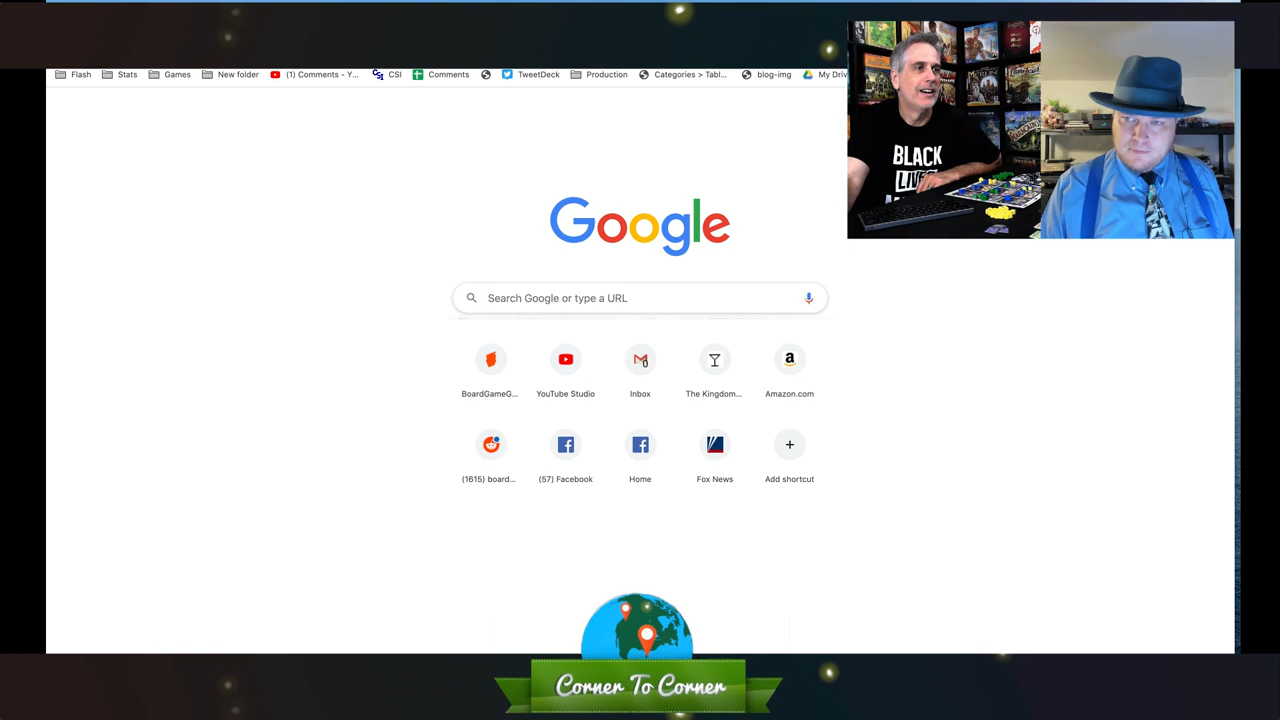 Flash Stats Games New folder (1) Comments - Y... CSI Comments TweetDeck Production Categories > Tabl... blog-img My Driv
BLACK
LIV
Google
Search Google or type a URL
BoardGameG... YouTube Studio Inbox The Kingdom... Amazon.com
(1615) board... (57) Facebook Home Fox News Add shortcut
Corner To Corner